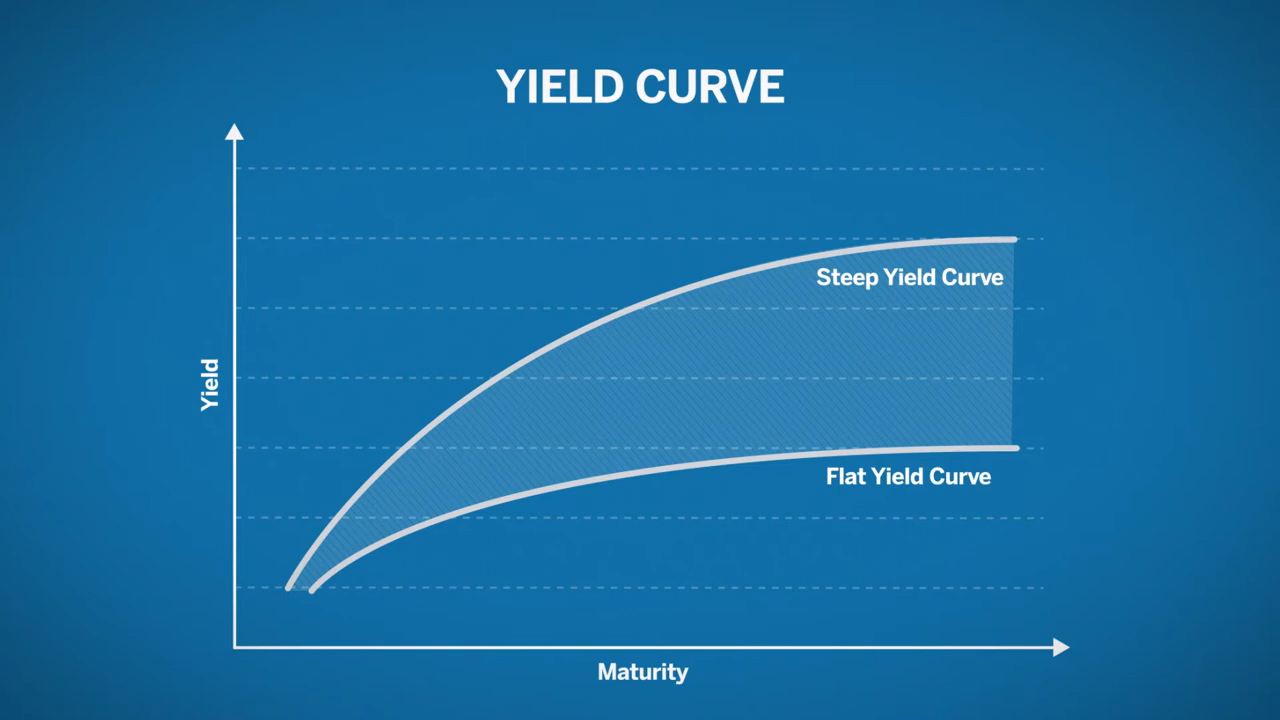 YIELD CURVE
Steep Yield Curve
Yield
Flat Yield Curve
Maturity